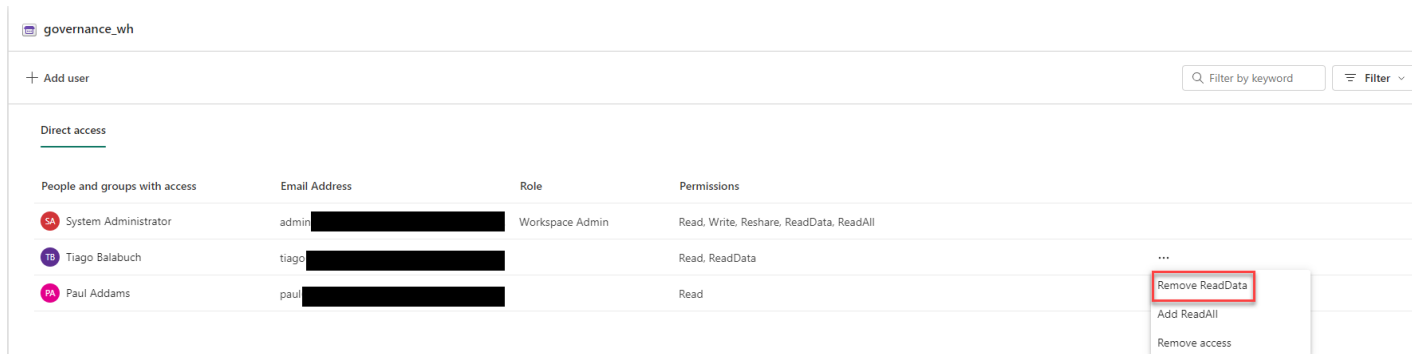 governance_wh
+ Add user
Filter by keyword
Filter
Direct access
People and groups with access Email Address Role Permissions
SA System Administrator admin Workspace Admin Read, Write, Reshare, ReadData, ReadAll
TB Tiago Balabuch tiago Read, ReadData ...
PA Paul Addams paul Read
Remove ReadData
Add ReadAll
Remove access